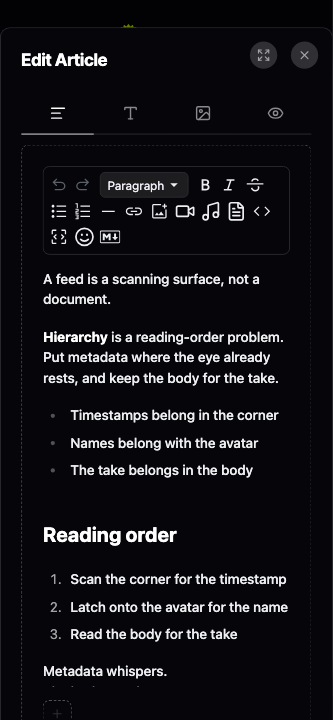 Edit Article
Paragraph
B I S
M↓
A feed is a scanning surface, not a
document.
Hierarchy is a reading-order problem.
Put metadata where the eye already
rests, and keep the body for the take.
• Timestamps belong in the corner
• Names belong with the avatar
• The take belongs in the body
Reading order
1. Scan the corner for the timestamp
2. Latch onto the avatar for the name
3. Read the body for the take
Metadata whispers.